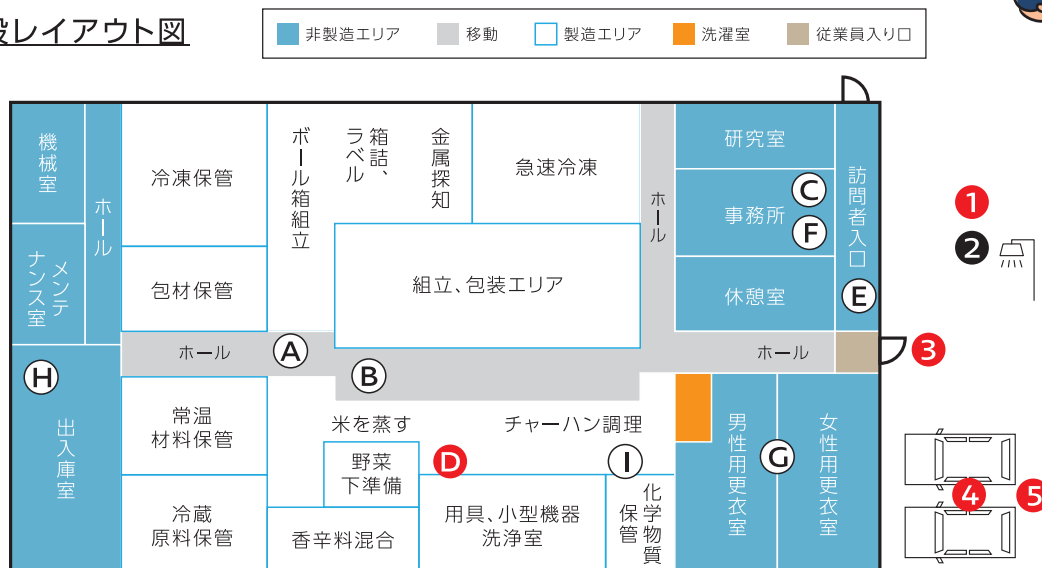 レイアウト図
非製造エリア
移動
製造エリア
洗濯室
従業員入り口
機械室
ホール
冷凍保管
ボール箱組立
箱詰、
ラベル
金属探知
急速冷凍
ホール
研究室
事務所
C
F
訪問者入口
E
休憩室
1
2
メンテ
ナンス室
包材保管
組立、包装エリア
ホール
A
B
ホール
3
H
出入庫室
常温
材料保管
米を蒸す
チャーハン調理
野菜
下準備
D
I
男性用更衣室
G
女性用更衣室
4
5
冷蔵
原料保管
香辛料混合
用具、小型機器
洗浄室
化学物質
保管